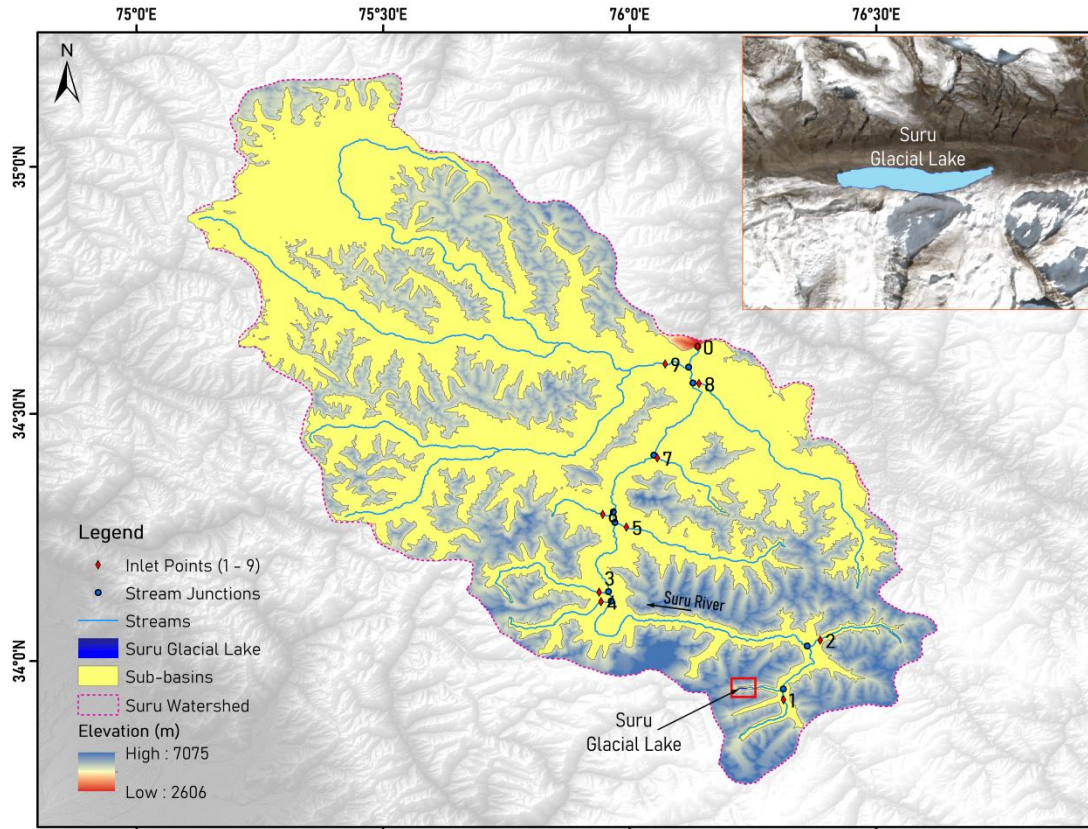 75°0'E 75°30'E 76°0'E 76°30'E
N
35°0'N
34°30'N
34°0'N
Suru
Glacial Lake
0
9
8
7
6
5
3
4
Suru River
2
1
Suru
Glacial Lake
Legend
Inlet Points (1 - 9)
Stream Junctions
Streams
Suru Glacial Lake
Sub-basins
Suru Watershed
Elevation (m)
High : 7075
Low : 2606